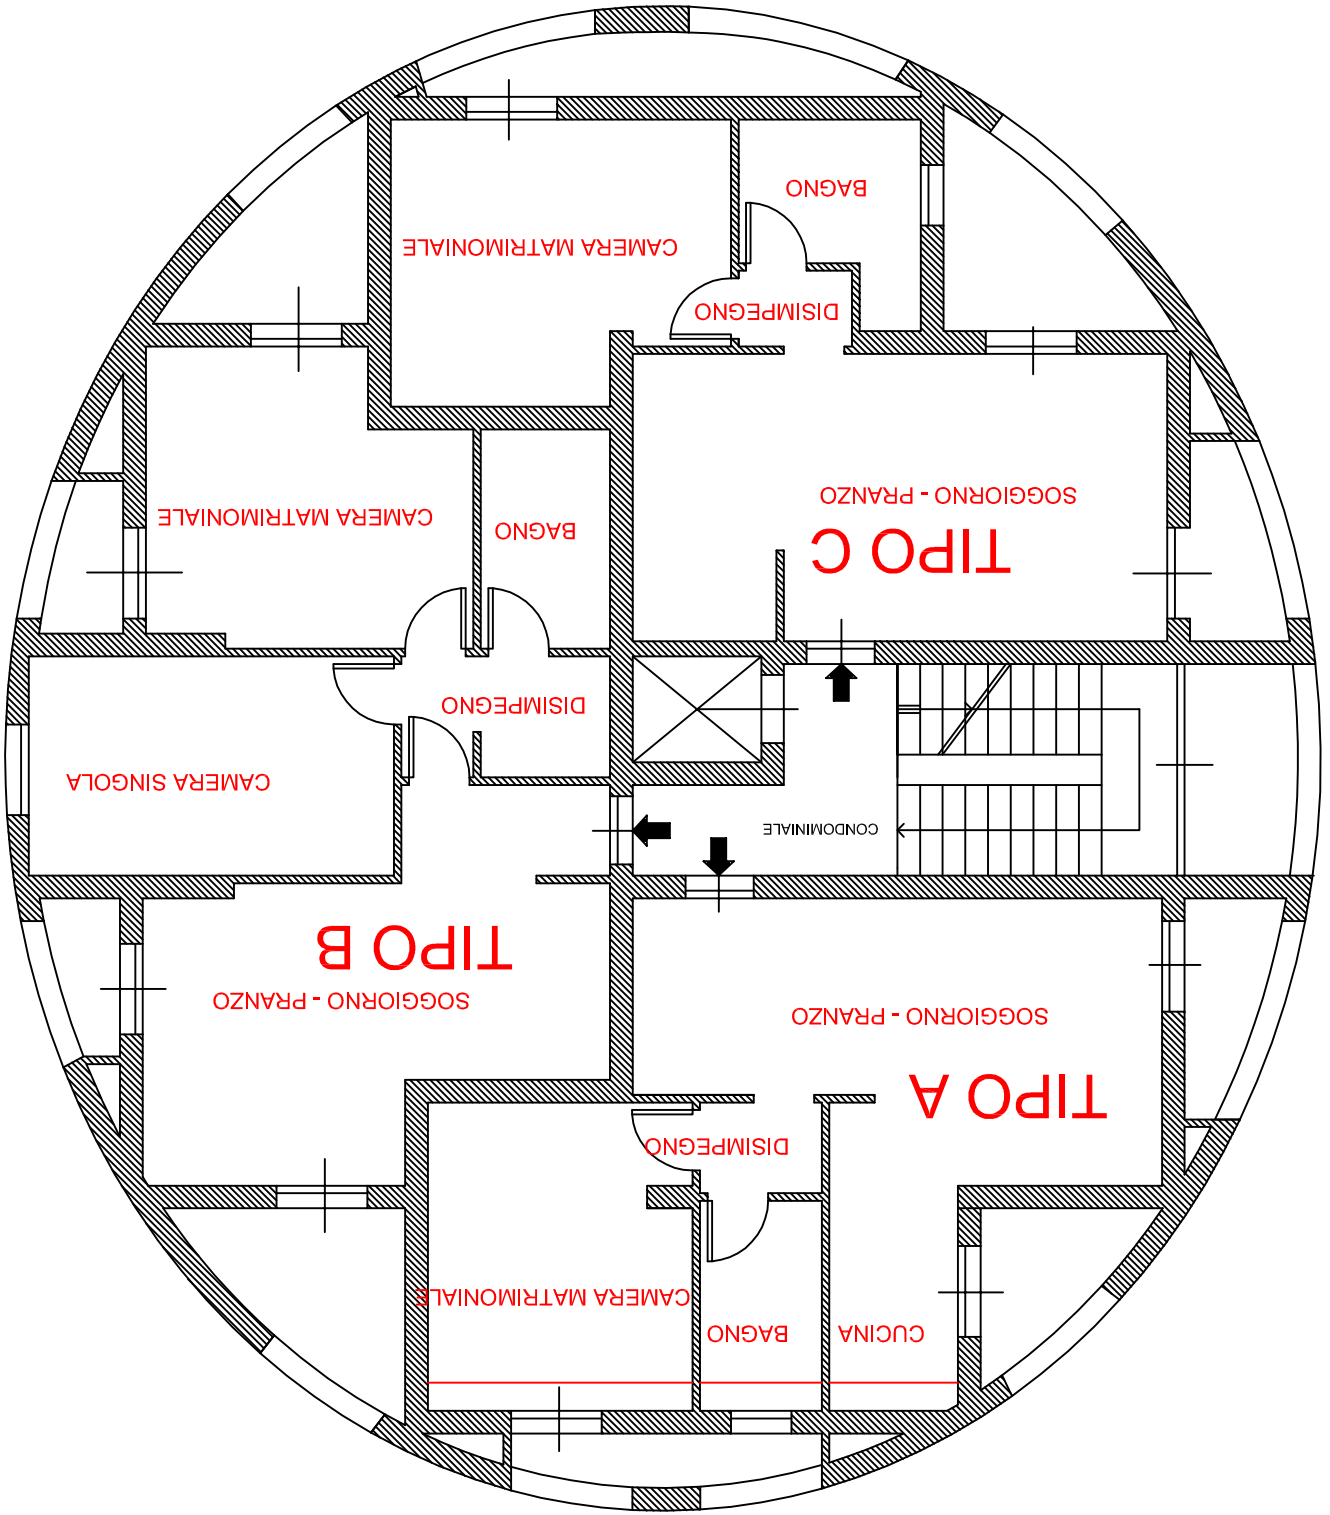 CUCINA
BAGNO
CAMERA MATRIMONIALE
DISIMPEGNO
TIPO A
SOGGIORNO - PRANZO
SOGGIORNO - PRANZO
TIPO B
CONDOMINIALE
CAMERA SINGOLA
DISIMPEGNO
TIPO C
SOGGIORNO - PRANZO
BAGNO
CAMERA MATRIMONIALE
DISIMPEGNO
CAMERA MATRIMONIALE
BAGNO